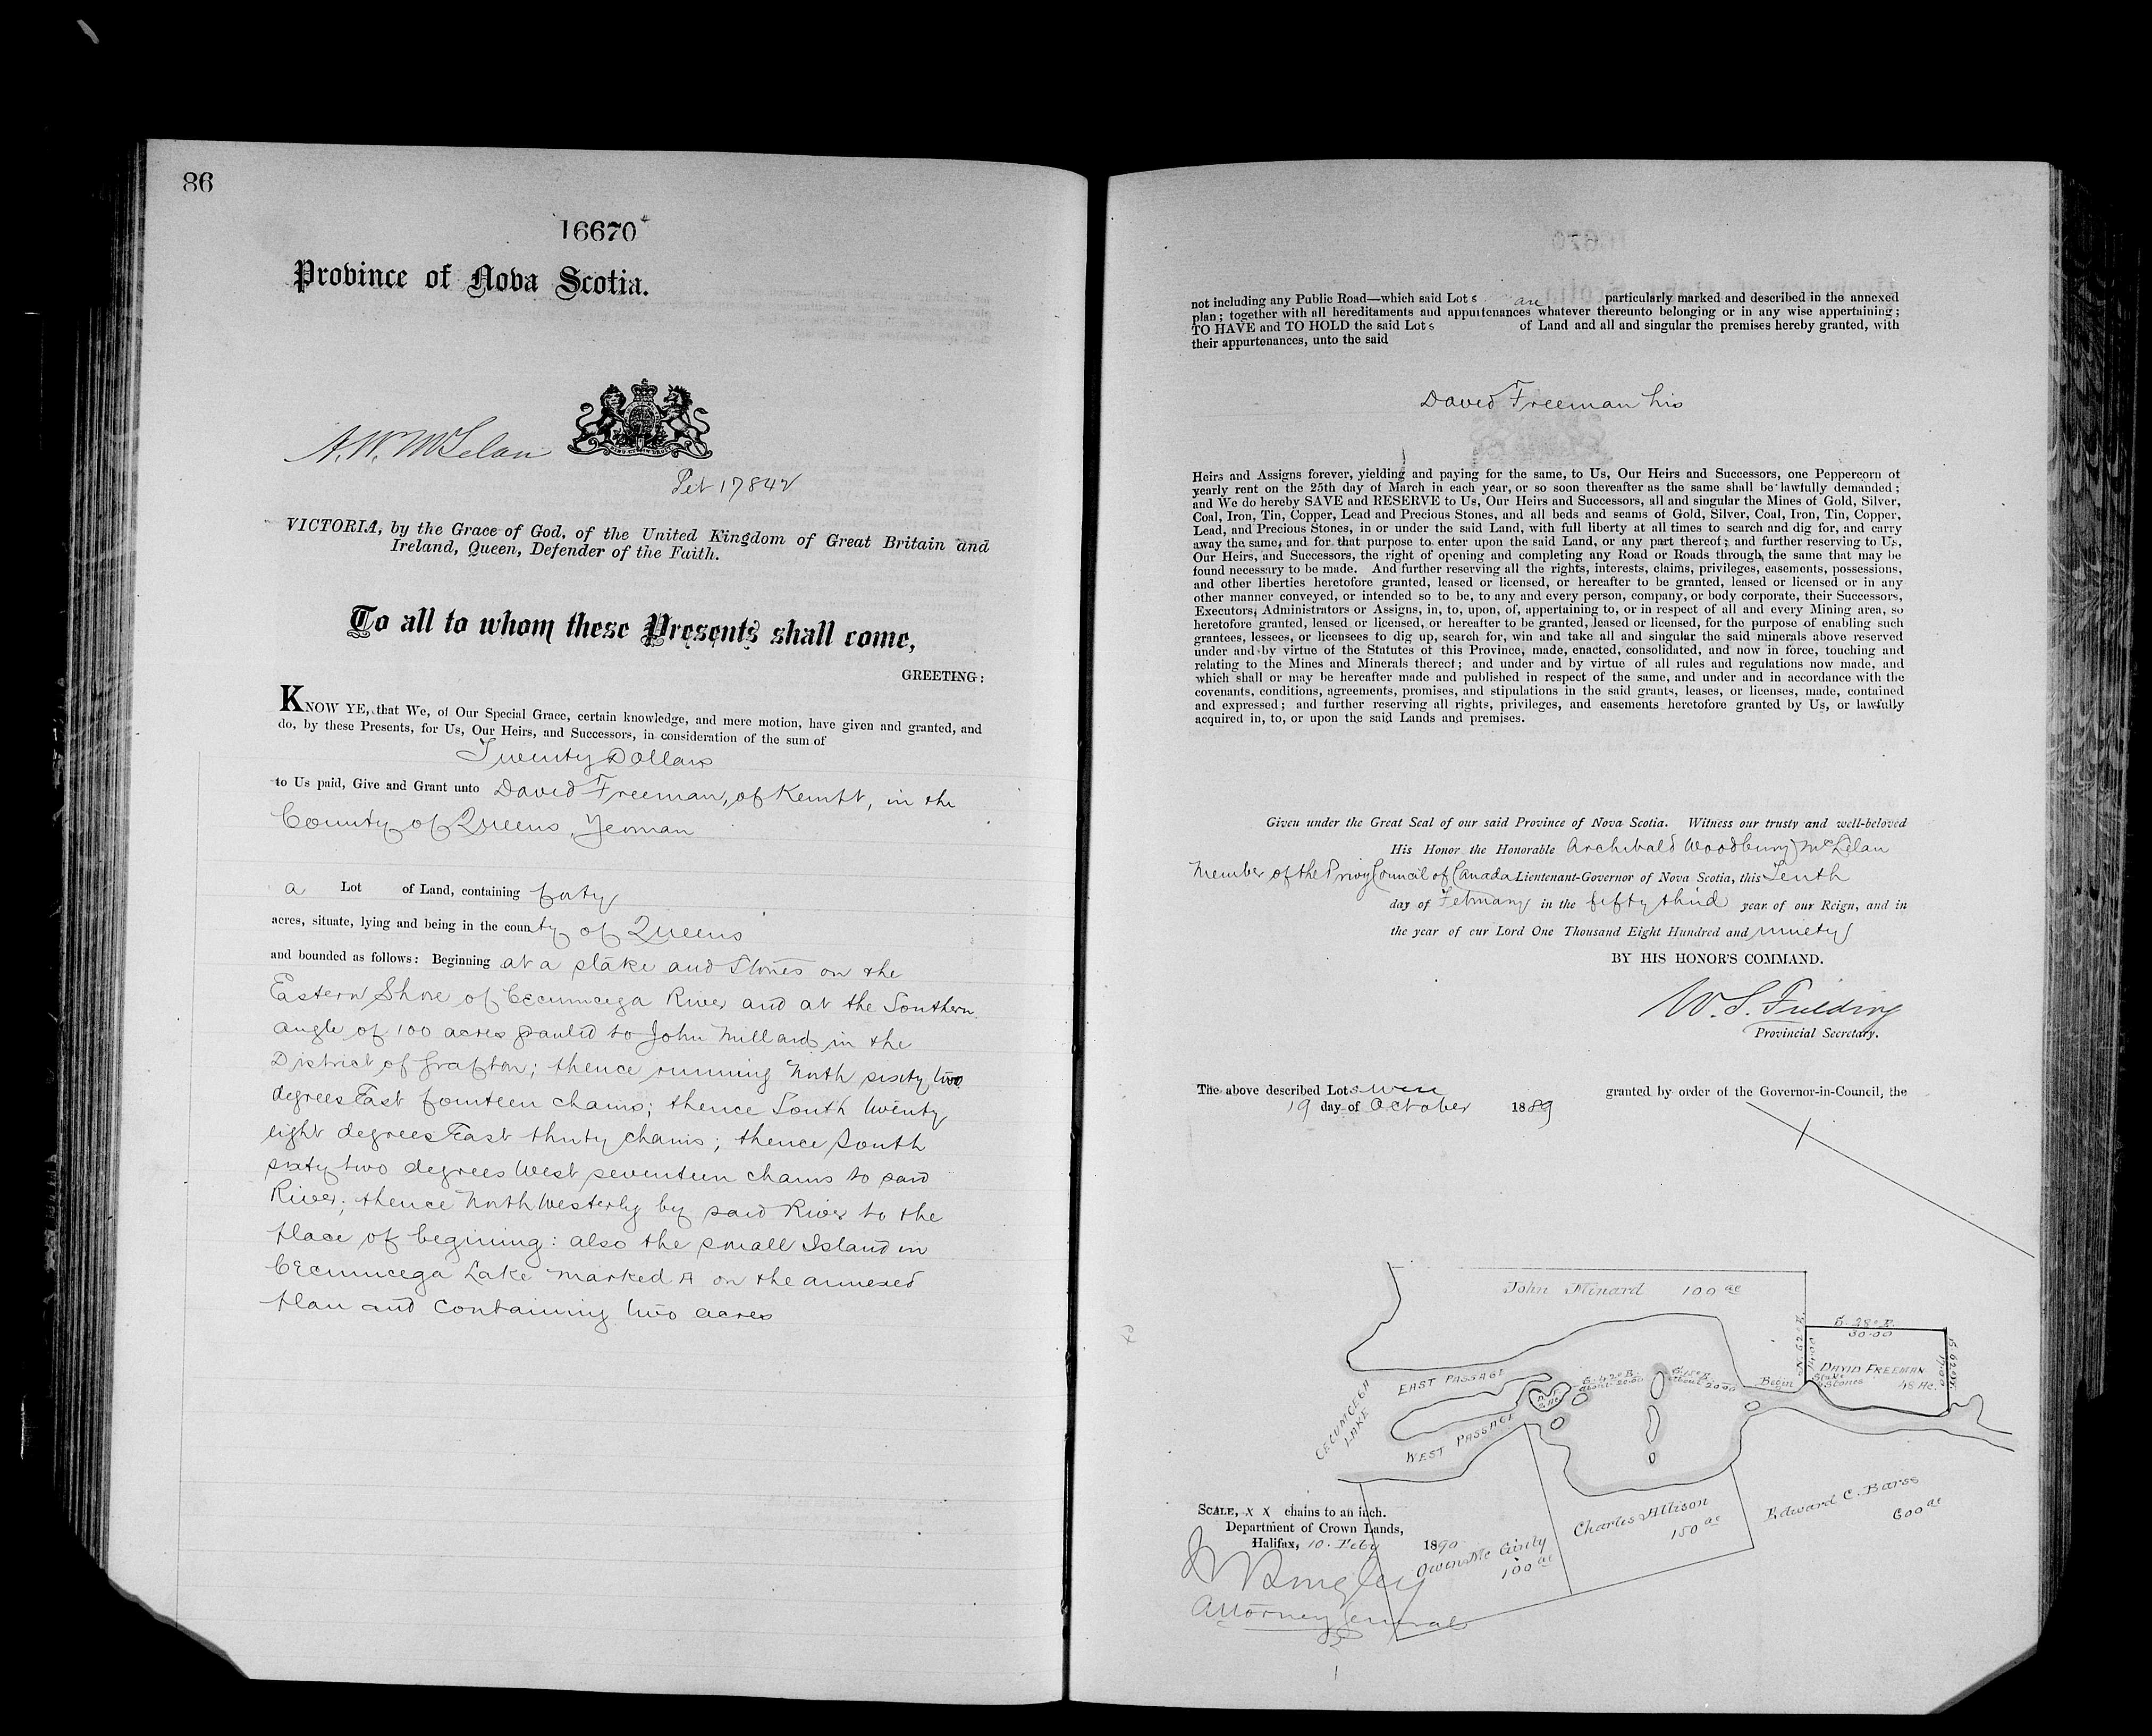 86
16670
Province of Nova Scotia.
A. W. McLelan
Pet 17842
VICTORIA, by the Grace of God, of the United Kingdom of Great Britain and
Ireland, Queen, Defender of the Faith.
To all to whom these Presents shall come,
GREETING:
KNOW YE, that We, of Our Special Grace, certain knowledge, and mere motion, have given and granted, and
do, by these Presents, for Us, Our Heirs, and Successors, in consideration of the sum of
Twenty Dollars
to Us paid, Give and Grant unto David Freeman, of Kempt, in the
County of Queens, Yeoman
a Lot of Land, containing forty
acres, situate, lying and being in the county of Queens
and bounded as follows: Beginning at a stake and Stones on the
Eastern Shore of Cecumcega River and at the Southern
angle of 100 acres granted to John Millard in the
District of Grafton; thence running North sixty two
degrees East fourteen chains; thence South twenty
eight degrees East thirty chains; thence South
sixty two degrees West seventeen chains to said
River; thence North Westerly by said River to the
place of begining: also the small Island in
Cecumcega Lake marked A on the annexed
plan and containing two acres
not including any Public Road—which said Lots are particularly marked and described in the annexed
plan; together with all hereditaments and appurtenances whatever thereunto belonging or in any wise appertaining;
TO HAVE and TO HOLD the said Lots of Land and all and singular the premises hereby granted, with
their appurtenances, unto the said
David Freeman his
Heirs and Assigns forever, yielding and paying for the same, to Us, Our Heirs and Successors, one Peppercorn of
yearly rent on the 25th day of March in each year, or so soon thereafter as the same shall be lawfully demanded;
and We do hereby SAVE and RESERVE to Us, Our Heirs and Successors, all and singular the Mines of Gold, Silver,
Coal, Iron, Tin, Copper, Lead and Precious Stones, and all beds and seams of Gold, Silver, Coal, Iron, Tin, Copper,
Lead, and Precious Stones, in or under the said Land, with full liberty at all times to search and dig for, and carry
away the same, and for that purpose to enter upon the said Land, or any part thereof; and further reserving to Us,
Our Heirs, and Successors, the right of opening and completing any Road or Roads through the same that may be
found necessary to be made. And further reserving all the rights, interests, claims, privileges, easements, possessions,
and other liberties heretofore granted, leased or licensed, or hereafter to be granted, leased or licensed or in any
other manner conveyed, or intended so to be, to any and every person, company, or body corporate, their Successors,
Executors, Administrators or Assigns, in, to, upon, of, appertaining to, or in respect of all and every Mining area, so
heretofore granted, leased or licensed, or hereafter to be granted, leased or licensed, for the purpose of enabling such
grantees, lessees, or licensees to dig up, search for, win and take all and singular the said minerals above reserved
under and by virtue of the Statutes of this Province, made, enacted, consolidated, and now in force, touching and
relating to the Mines and Minerals thereof; and under and by virtue of all rules and regulations now made, and
which shall or may be hereafter made and published in respect of the same, and under and in accordance with the
covenants, conditions, agreements, promises, and stipulations in the said grants, leases, or licenses, made, contained
and expressed; and further reserving all rights, privileges, and easements heretofore granted by Us, or lawfully
acquired in, to, or upon the said Lands and premises.
Given under the Great Seal of our said Province of Nova Scotia. Witness our trusty and well-beloved
His Honor the Honorable Archibald Woodbury McLelan
Member of the Privy Council of Canada Lieutenant-Governor of Nova Scotia, this Tenth
day of February in the fifty third year of our Reign, and in
the year of our Lord One Thousand Eight Hundred and ninety
BY HIS HONOR'S COMMAND.
W. S. Fielding
Provincial Secretary.
The above described Lots were granted by order of the Governor-in-Council, the
19 day of October 1889
John Minard 100 ac
N. 62° E.
14.00
S. 28° E.
30.00
S 62° W.
17.00
DAVID FREEMAN
48 Ac.
Stake
& Stones
Begin
EAST PASSAGE
WEST PASSAGE
CECUMCEGA
LAKE
about 20.00
about 20.00
Charles Allison
150 ac
Edward C. Barss
600 ac
Owen McGinty
100 ac
SCALE, X X chains to an inch.
Department of Crown Lands,
Halifax, 10. Feby 1890
Attorney General